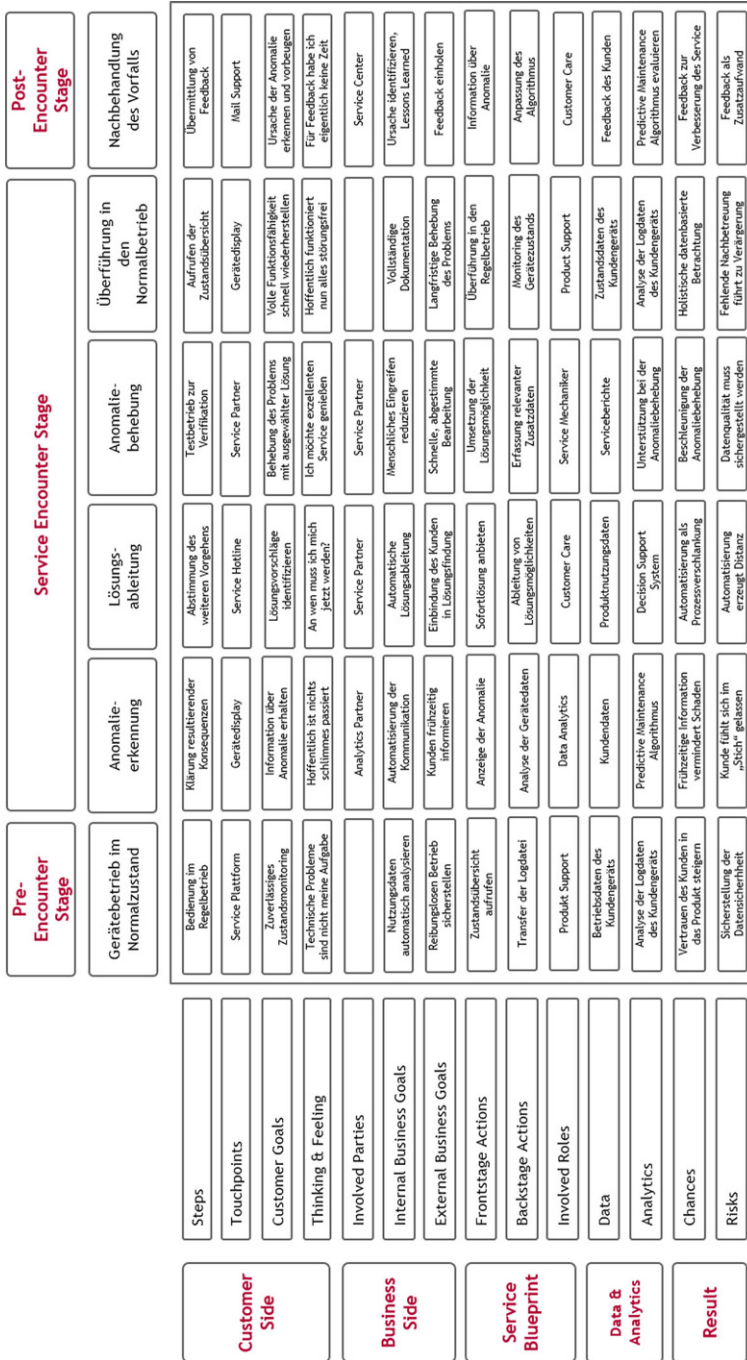 Pre-
Encounter
Stage
Service Encounter Stage
Post-
Encounter
Stage
Gerätebetrieb im
Normalzustand
Anomalie-
erkennung
Lösungs-
ableitung
Anomalie-
behebung
Überführung in
den
Normalbetrieb
Nachbehandlung
des Vorfalls
Customer
Side
Steps
Bedienung im
Regelbetrieb
Klärung resultierender
Konsequenzen
Abstimmung des
weiteren Vorgehens
Testbetrieb zur
Verifikation
Aufrufen der
Zustandsübersicht
Übermittlung von
Feedback
Touchpoints
Service Plattform
Gerätedisplay
Service Hotline
Service Partner
Gerätedisplay
Mail Support
Customer Goals
Zuverlässiges
Zustandsmonitoring
Information über
Anomalie erhalten
Lösungsvorschläge
identifizieren
Behebung des Problems
mit ausgewählter Lösung
Volle Funktionsfähigkeit
schnell wiederherstellen
Ursache der Anomalie
erkennen und vorbeugen
Thinking & Feeling
Technische Probleme
sind nicht meine Aufgabe
Hoffentlich ist nichts
schlimmes passiert
An wen muss ich mich
jetzt werden?
Ich möchte exzellenten
Service genießen
Hoffentlich funktioniert
nun alles störungsfrei
Für Feedback habe ich
eigentlich keine Zeit
Business
Side
Involved Parties
Analytics Partner
Service Partner
Service Partner
Service Center
Internal Business Goals
Nutzungsdaten
automatisch analysieren
Automatisierung der
Kommunikation
Automatische
Lösungsableitung
Menschliches Eingreifen
reduzieren
Vollständige
Dokumentation
Ursache identifizieren,
Lessons Learned
External Business Goals
Reibungslosen Betrieb
sicherstellen
Kunden frühzeitig
informieren
Einbindung des Kunden
in Lösungsfindung
Schnelle, abgestimmte
Bearbeitung
Langfristige Behebung
des Problems
Feedback einholen
Service
Blueprint
Frontstage Actions
Zustandsübersicht
aufrufen
Anzeige der Anomalie
Sofortlösung anbieten
Umsetzung der
Lösungsmöglichkeit
Überführung in den
Regelbetrieb
Information über
Anomalie
Backstage Actions
Transfer der Logdatei
Analyse der Gerätedaten
Ableitung von
Lösungsmöglichkeiten
Erfassung relevanter
Zusatzdaten
Monitoring des
Gerätezustands
Anpassung des
Algorithmus
Involved Roles
Produkt Support
Data Analytics
Customer Care
Service Mechaniker
Product Support
Customer Care
Data &
Analytics
Data
Betriebsdaten des
Kundengeräts
Kundendaten
Produktnutzungsdaten
Serviceberichte
Zustandsdaten des
Kundengeräts
Feedback des Kunden
Analytics
Analyse der Logdaten
des Kundengeräts
Predictive Maintenance
Algorithmus
Decision Support
System
Unterstützung bei der
Anomaliebehebung
Analyse der Logdaten
des Kundengeräts
Predictive Maintenance
Algorithmus evaluieren
Result
Chances
Vertrauen des Kunden in
das Produkt steigern
Frühzeitige Information
vermindert Schaden
Automatisierung als
Prozessverschlankung
Beschleunigung der
Anomaliebehebung
Holistische datenbasierte
Betrachtung
Feedback zur
Verbesserung des Service
Risks
Sicherstellung der
Datensicherhheit
Kunde fühlt sich im
„Stich“ gelassen
Automatisierung
erzeugt Distanz
Datenqualität muss
sichergestellt werden
Fehlende Nachbetreuung
führt zu Verärgerung
Feedback als
Zusatzaufwand